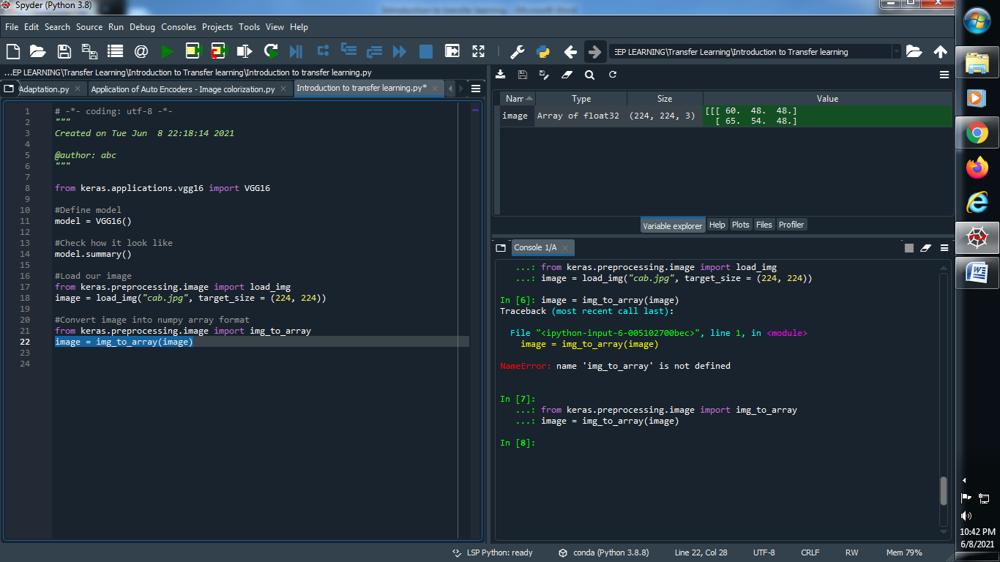 Spyder (Python 3.8)
Introduction to transfer learning - Microsoft Word
File Edit Search Source Run Debug Consoles Projects Tools View Help
EEP LEARNING\Transfer Learning\Introduction to Transfer learning
...EP LEARNING\Transfer Learning\Introduction to Transfer learning\Introduction to transfer learning.py
Adaptation.py Application of Auto Encoders - Image colorization.py Introduction to transfer learning.py*
1 # -*- coding: utf-8 -*-
2 """
3 Created on Tue Jun  8 22:18:14 2021
4
5 @author: abc
6 """
7
8 from keras.applications.vgg16 import VGG16
9
10 #Define model
11 model = VGG16()
12
13 #Check how it look like
14 model.summary()
15
16 #Load our image
17 from keras.preprocessing.image import load_img
18 image = load_img("cab.jpg", target_size = (224, 224))
19
20 #Convert image into numpy array format
21 from keras.preprocessing.image import img_to_array
22 image = img_to_array(image)
23
24
Nam Type Size Value
image Array of float32 (224, 224, 3) [[[ 60.  48.  48.]
[ 65.  54.  48.]
Variable explorer Help Plots Files Profiler
Console 1/A
...: from keras.preprocessing.image import load_img
...: image = load_img("cab.jpg", target_size = (224, 224))
In [6]: image = img_to_array(image)
Traceback (most recent call last):
File "<ipython-input-6-005102700bec>", line 1, in <module>
image = img_to_array(image)
NameError: name 'img_to_array' is not defined
In [7]:
...: from keras.preprocessing.image import img_to_array
...: image = img_to_array(image)
In [8]:
LSP Python: ready conda (Python 3.8.8) Line 22, Col 28 UTF-8 CRLF RW Mem 79%
10:42 PM
6/8/2021